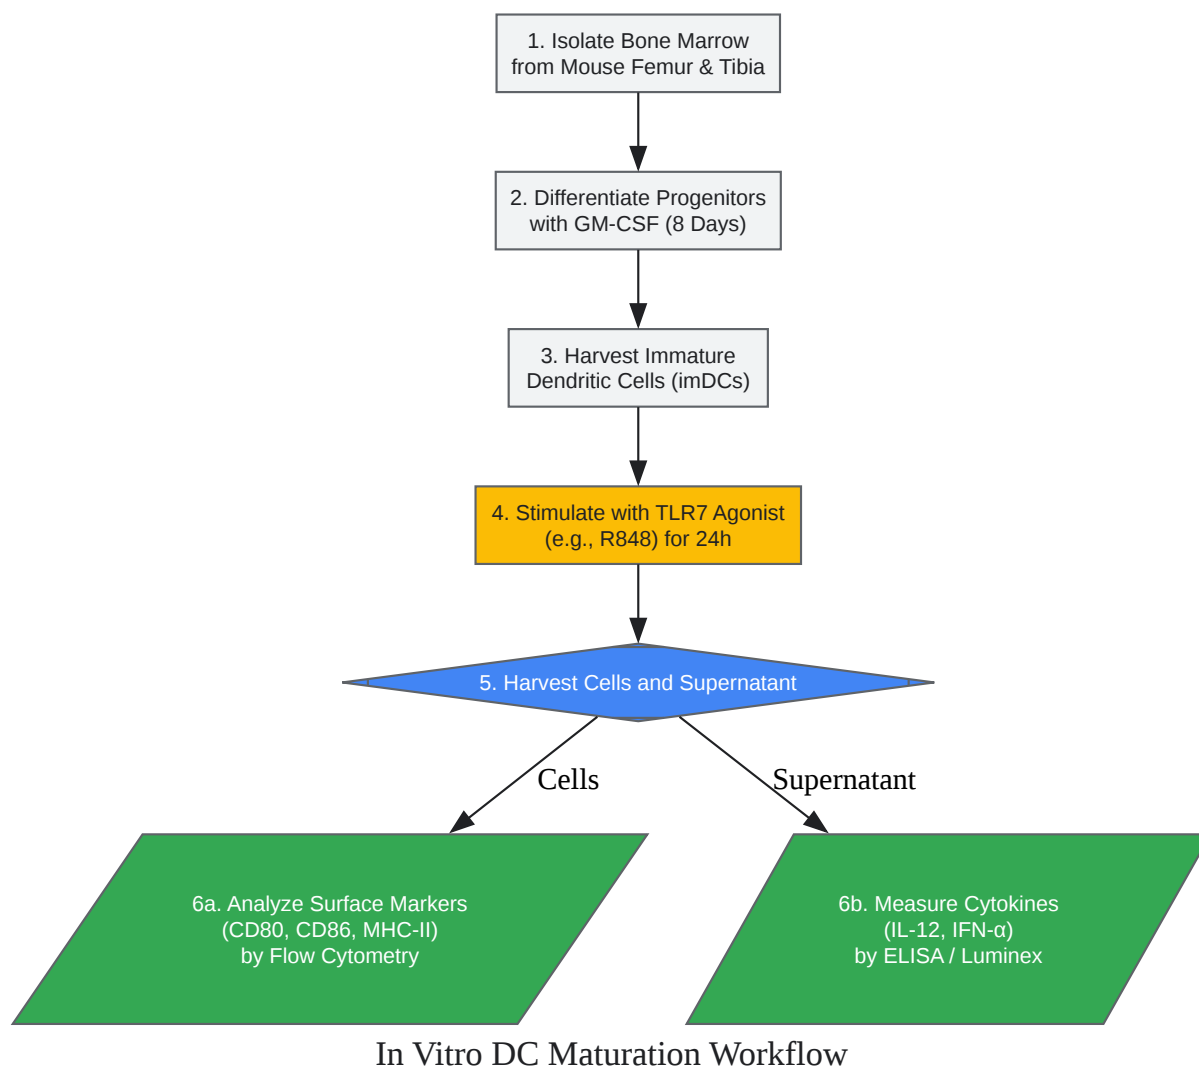 1. Isolate Bone Marrow
from Mouse Femur & Tibia
2. Differentiate Progenitors
with GM-CSF (8 Days)
3. Harvest Immature
Dendritic Cells (imDCs)
4. Stimulate with TLR7 Agonist
(e.g., R848) for 24h
5. Harvest Cells and Supernatant
Cells
Supernatant
6a. Analyze Surface Markers
(CD80, CD86, MHC-II)
by Flow Cytometry
6b. Measure Cytokines
(IL-12, IFN-α)
by ELISA / Luminex
In Vitro DC Maturation Workflow